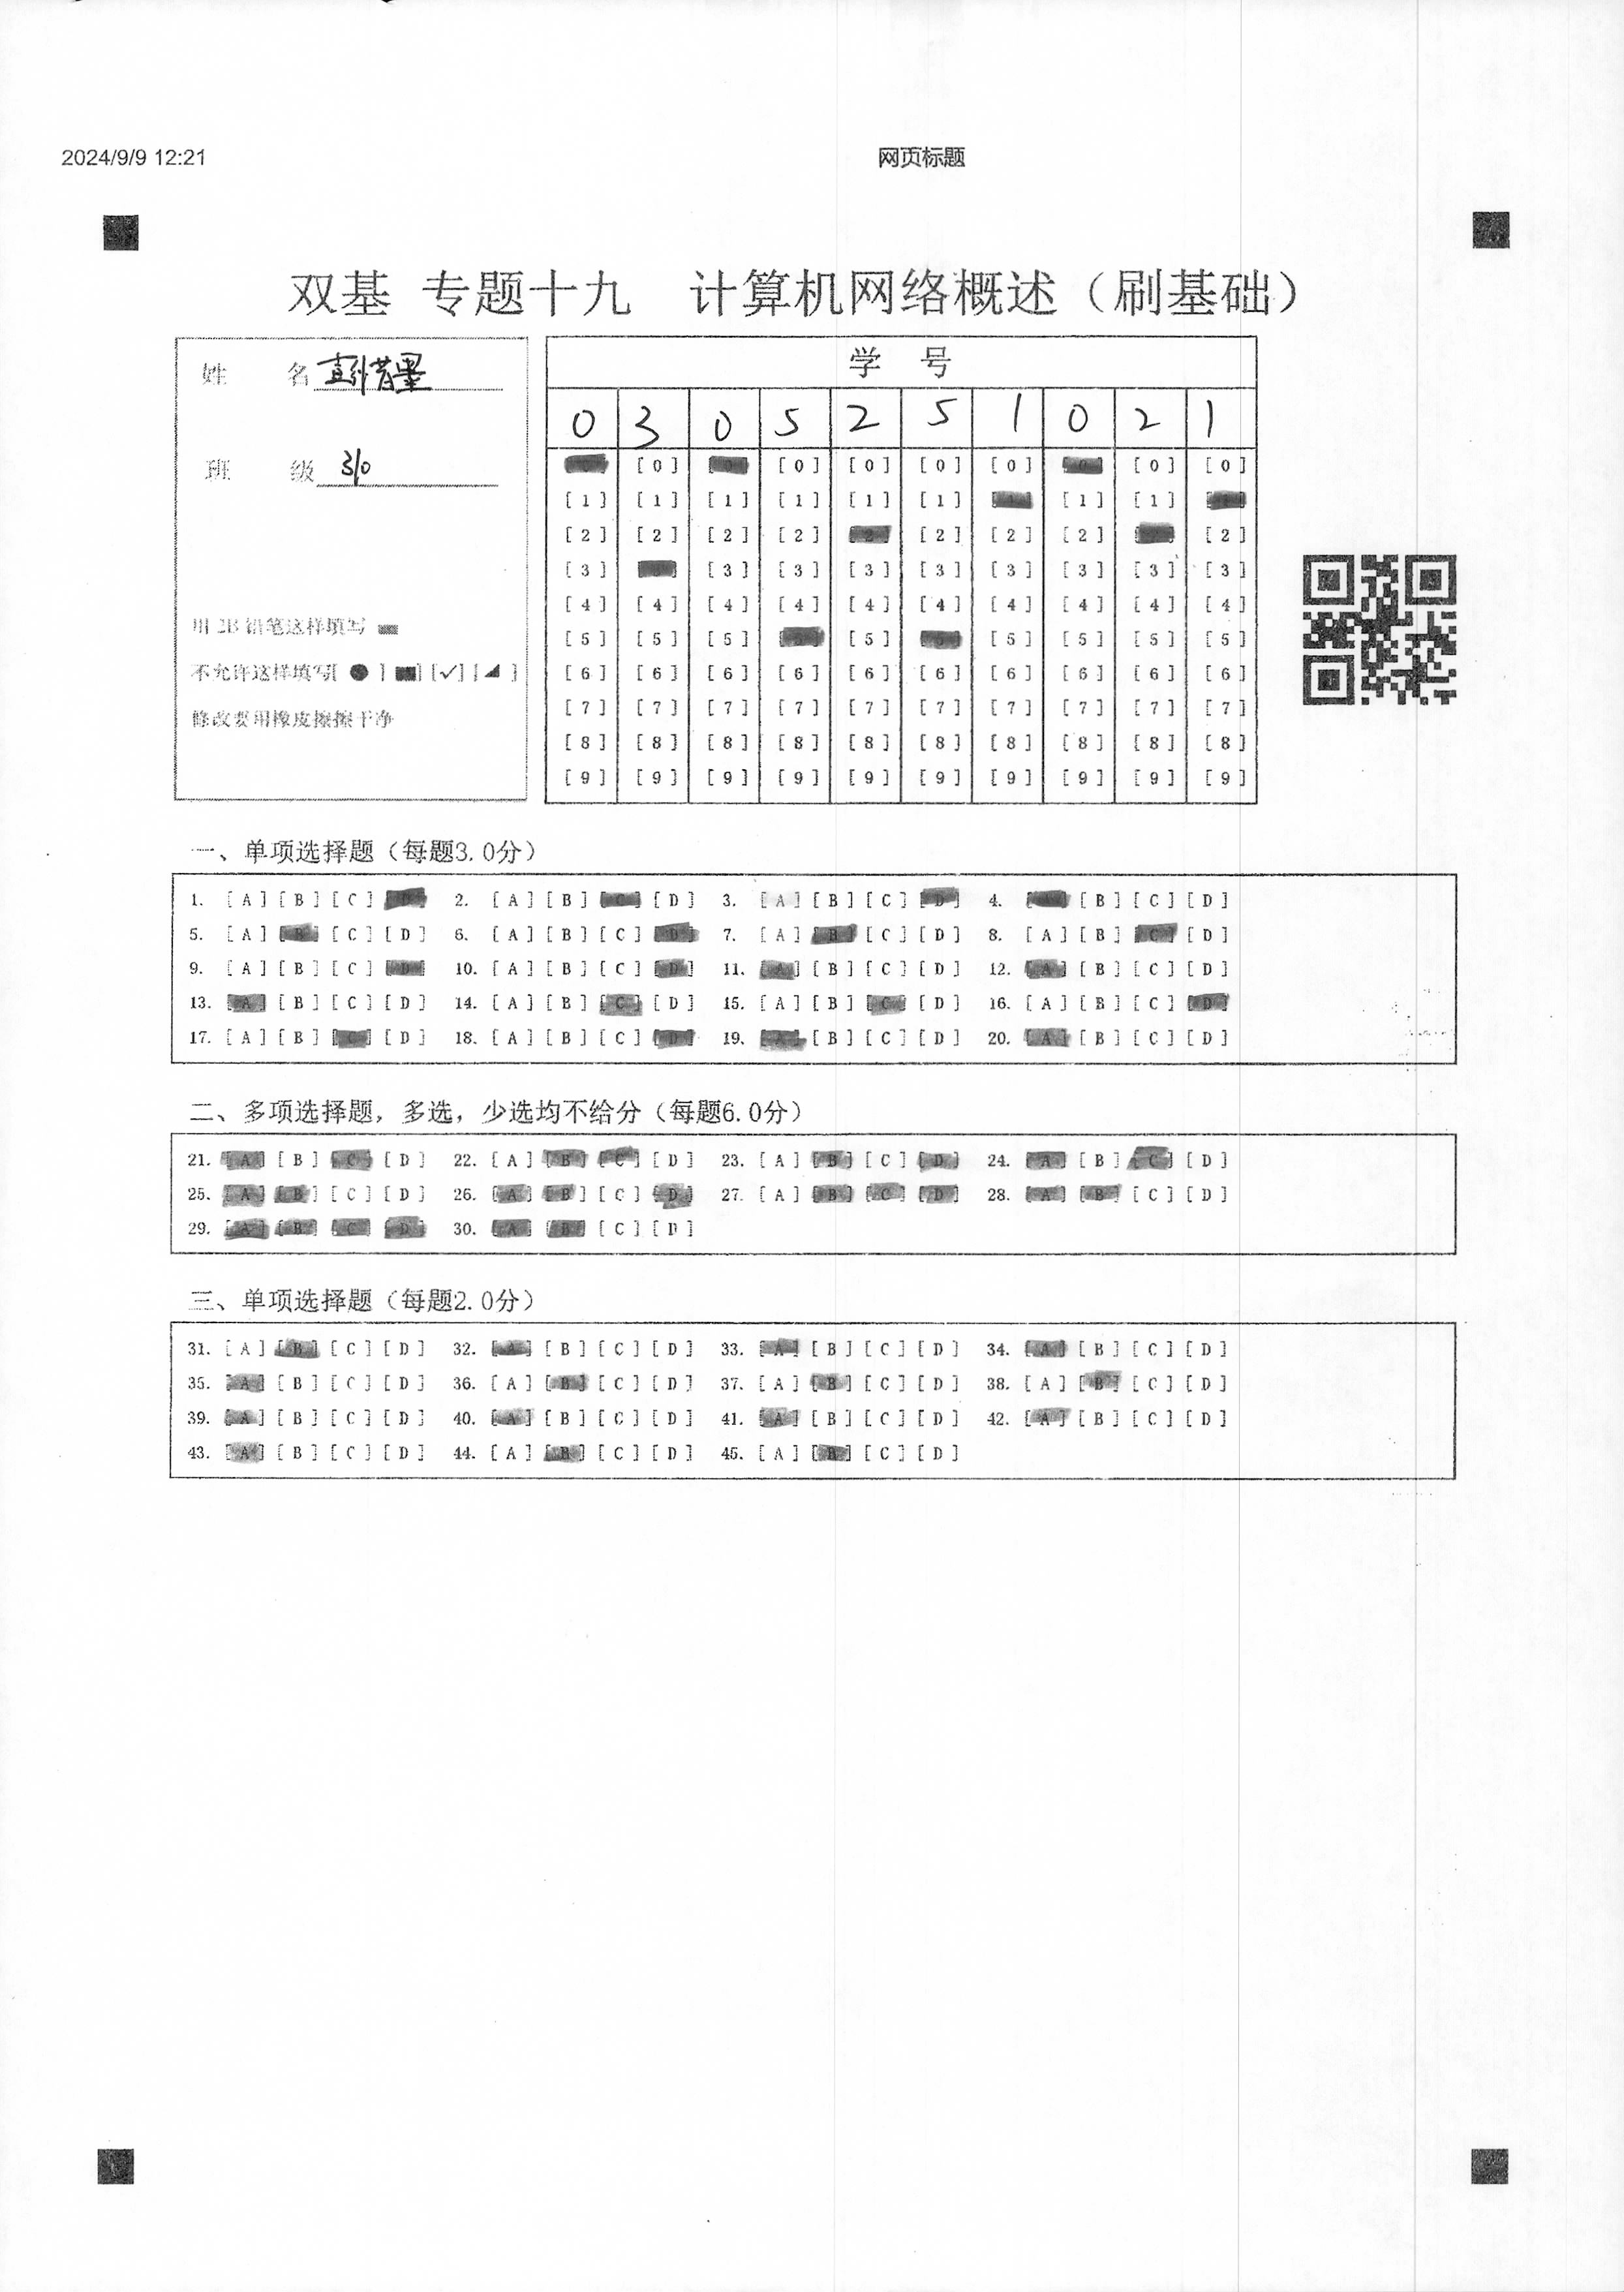 2024/9/9 12:21 网页标题
双基 专题十九 计算机网络概述（刷基础）
姓 名
班 级 310
用 2B 铅笔这样填写
不允许这样填写[ ● ] [■] [✓] [◢ ]
修改要用橡皮擦擦干净
学 号
0 3 0 5 2 5 1 0 2 1
[0] [0] [0] [0] [0] [0] [0] [0] [0] [0]
[1] [1] [1] [1] [1] [1] [1] [1] [1] [1]
[2] [2] [2] [2] [2] [2] [2] [2] [2] [2]
[3] [3] [3] [3] [3] [3] [3] [3] [3] [3]
[4] [4] [4] [4] [4] [4] [4] [4] [4] [4]
[5] [5] [5] [5] [5] [5] [5] [5] [5] [5]
[6] [6] [6] [6] [6] [6] [6] [6] [6] [6]
[7] [7] [7] [7] [7] [7] [7] [7] [7] [7]
[8] [8] [8] [8] [8] [8] [8] [8] [8] [8]
[9] [9] [9] [9] [9] [9] [9] [9] [9] [9]
一、单项选择题（每题3.0分）
1. [A] [B] [C] [D] 2. [A] [B] [C] [D] 3. [A] [B] [C] [D] 4. [A] [B] [C] [D]
5. [A] [B] [C] [D] 6. [A] [B] [C] [D] 7. [A] [B] [C] [D] 8. [A] [B] [C] [D]
9. [A] [B] [C] [D] 10. [A] [B] [C] [D] 11. [A] [B] [C] [D] 12. [A] [B] [C] [D]
13. [A] [B] [C] [D] 14. [A] [B] [C] [D] 15. [A] [B] [C] [D] 16. [A] [B] [C] [D]
17. [A] [B] [C] [D] 18. [A] [B] [C] [D] 19. [A] [B] [C] [D] 20. [A] [B] [C] [D]
二、多项选择题，多选，少选均不给分（每题6.0分）
21. [A] [B] [C] [D] 22. [A] [B] [C] [D] 23. [A] [B] [C] [D] 24. [A] [B] [C] [D]
25. [A] [B] [C] [D] 26. [A] [B] [C] [D] 27. [A] [B] [C] [D] 28. [A] [B] [C] [D]
29. [A] [B] [C] [D] 30. [A] [B] [C] [D]
三、单项选择题（每题2.0分）
31. [A] [B] [C] [D] 32. [A] [B] [C] [D] 33. [A] [B] [C] [D] 34. [A] [B] [C] [D]
35. [A] [B] [C] [D] 36. [A] [B] [C] [D] 37. [A] [B] [C] [D] 38. [A] [B] [C] [D]
39. [A] [B] [C] [D] 40. [A] [B] [C] [D] 41. [A] [B] [C] [D] 42. [A] [B] [C] [D]
43. [A] [B] [C] [D] 44. [A] [B] [C] [D] 45. [A] [B] [C] [D]